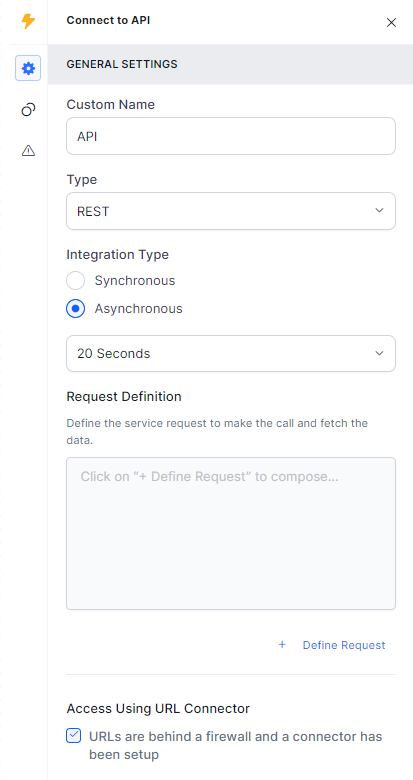 Connect to API
GENERAL SETTINGS
Custom Name
API
Type
REST
Integration Type
Synchronous
Asynchronous
20 Seconds
Request Definition
Define the service request to make the call and fetch the
data.
Click on "+ Define Request" to compose...
+ Define Request
Access Using URL Connector
URLs are behind a firewall and a connector has
been setup